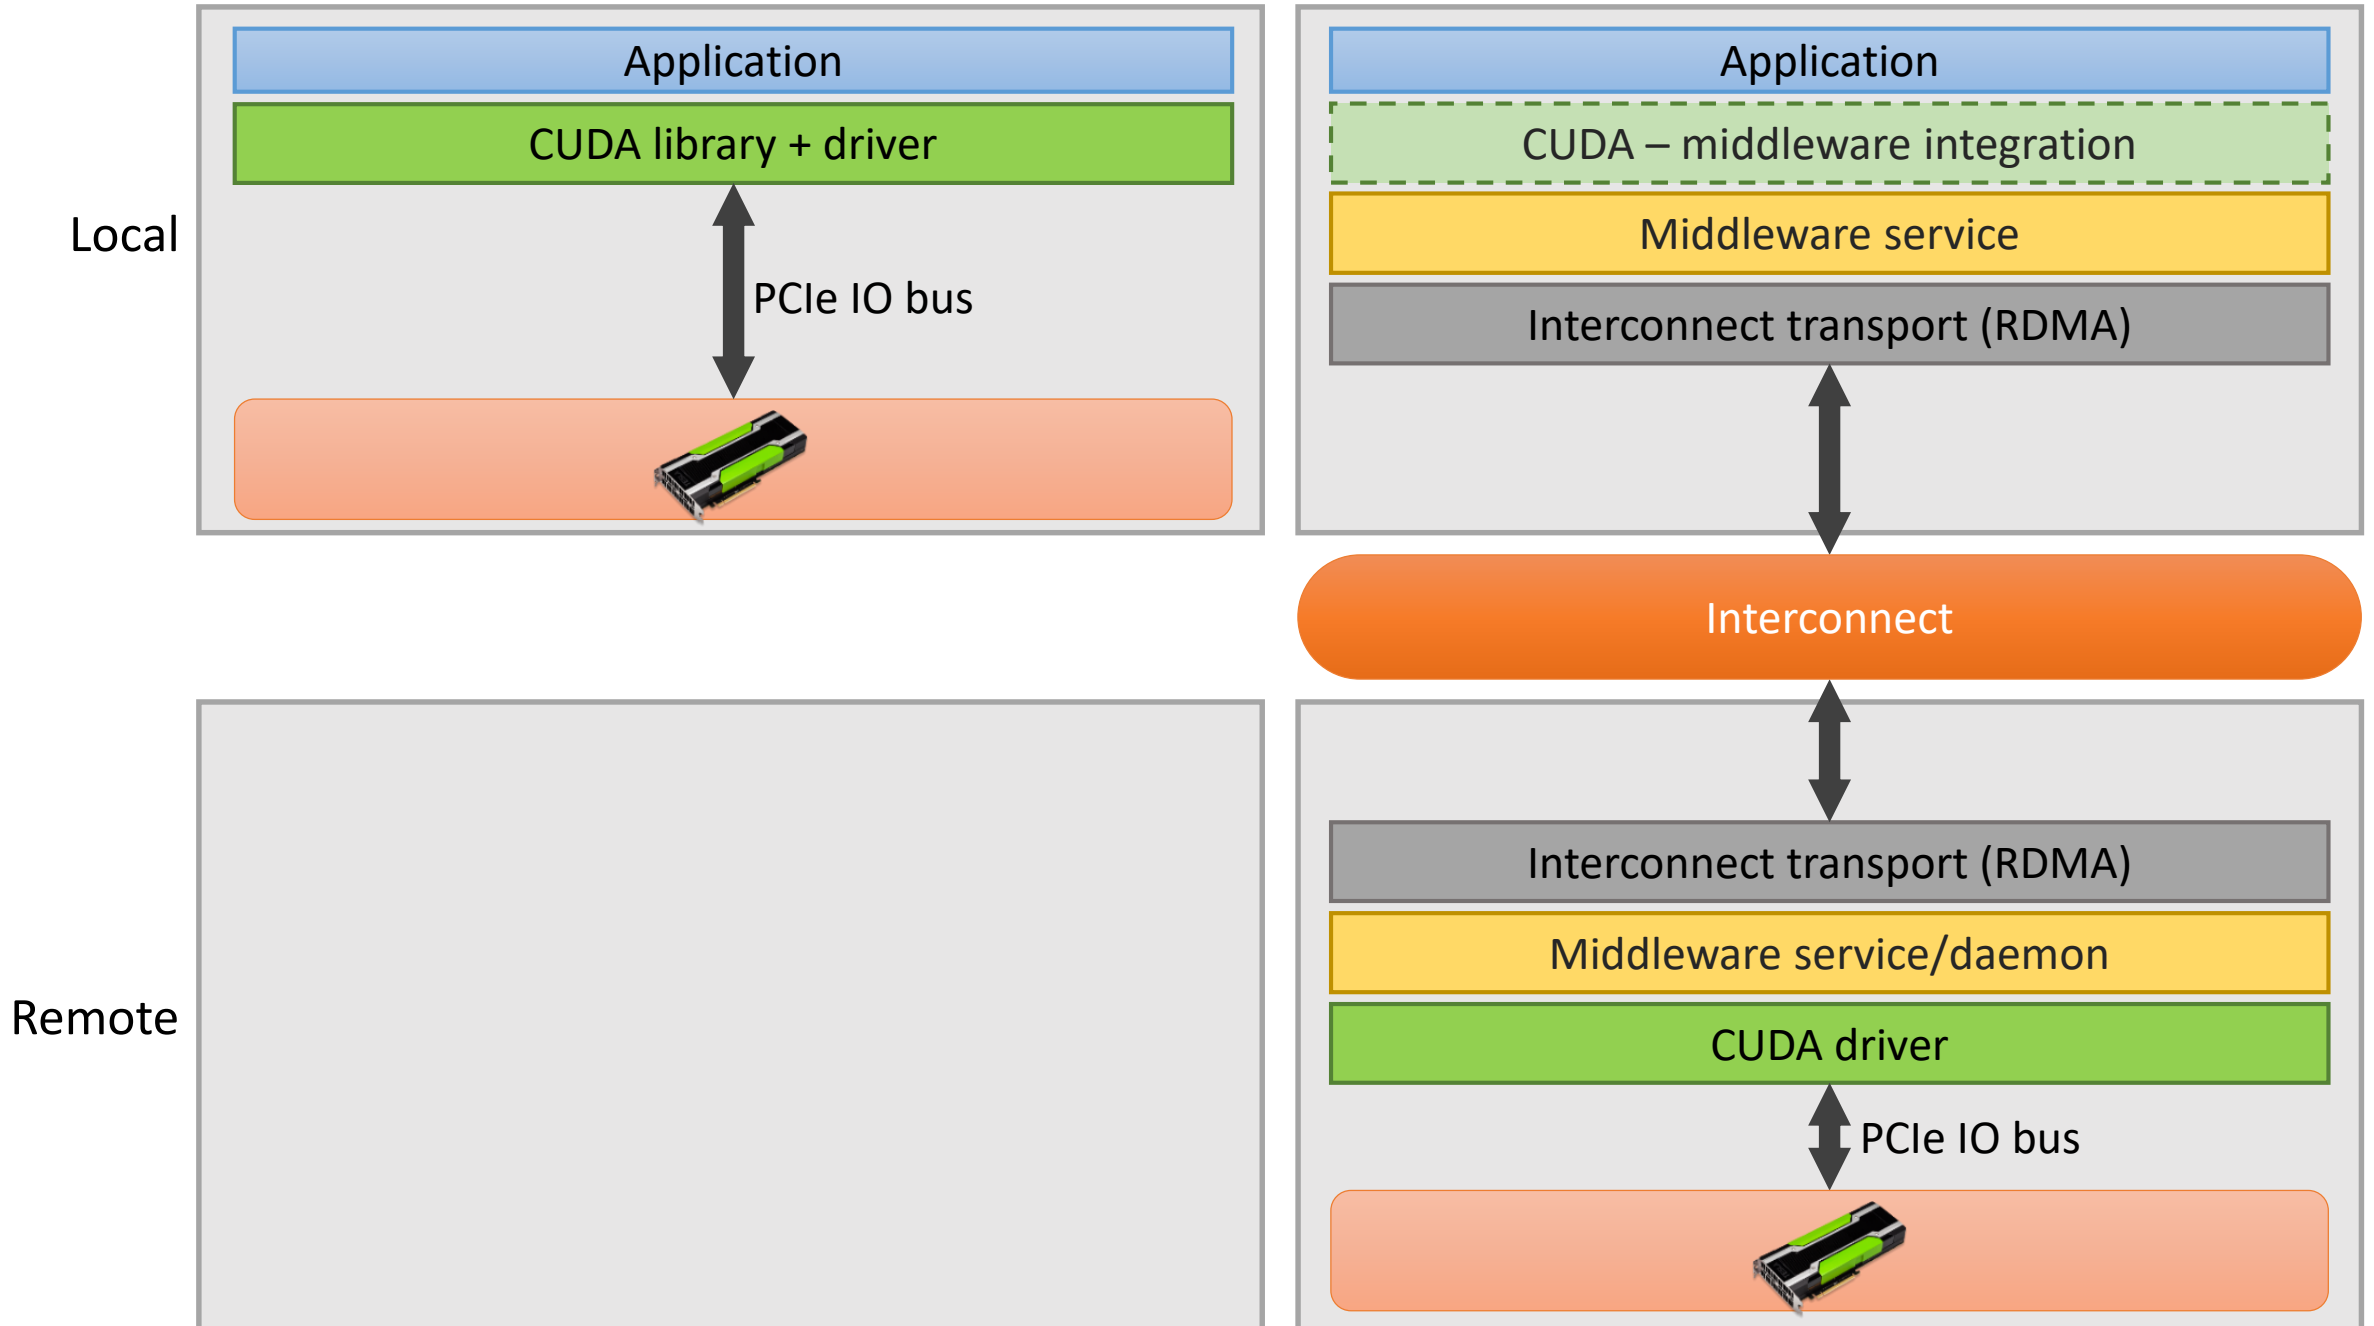 Local
Application
CUDA library + driver
PCIe IO bus
Application
CUDA – middleware integration
Middleware service
Interconnect transport (RDMA)
Interconnect
Remote
Interconnect transport (RDMA)
Middleware service/daemon
CUDA driver
PCIe IO bus